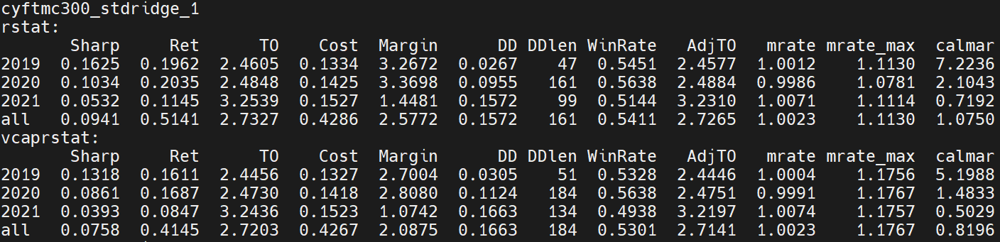 cyftmc300_stdridge_1
rstat:
Sharp Ret TO Cost Margin DD DDlen WinRate AdjTO mrate mrate_max calmar
2019 0.1625 0.1962 2.4605 0.1334 3.2672 0.0267 47 0.5451 2.4577 1.0012 1.1130 7.2236
2020 0.1034 0.2035 2.4848 0.1425 3.3698 0.0955 161 0.5638 2.4884 0.9986 1.0781 2.1043
2021 0.0532 0.1145 3.2539 0.1527 1.4481 0.1572 99 0.5144 3.2310 1.0071 1.1114 0.7192
all 0.0941 0.5141 2.7327 0.4286 2.5772 0.1572 161 0.5411 2.7265 1.0023 1.1130 1.0750
vcaprstat:
Sharp Ret TO Cost Margin DD DDlen WinRate AdjTO mrate mrate_max calmar
2019 0.1318 0.1611 2.4456 0.1327 2.7004 0.0305 51 0.5328 2.4446 1.0004 1.1756 5.1988
2020 0.0861 0.1687 2.4730 0.1418 2.8080 0.1124 184 0.5638 2.4751 0.9991 1.1767 1.4833
2021 0.0393 0.0847 3.2436 0.1523 1.0742 0.1663 134 0.4938 3.2197 1.0074 1.1757 0.5029
all 0.0758 0.4145 2.7203 0.4267 2.0875 0.1663 184 0.5301 2.7141 1.0023 1.1767 0.8196